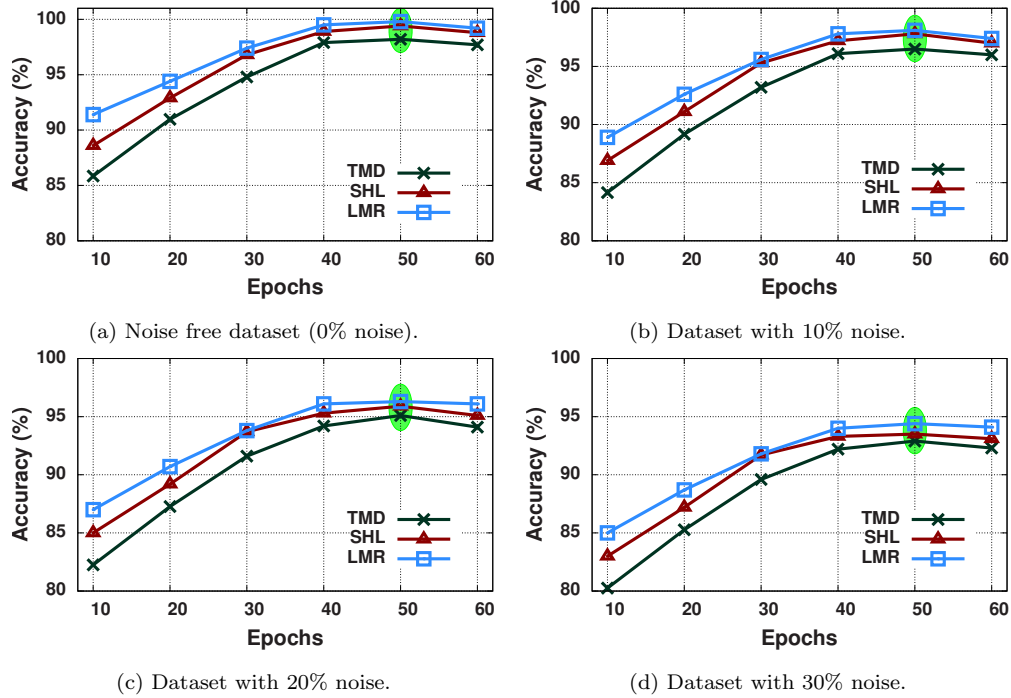 100
95
90
85
80
Accuracy (%)
10 20 30 40 50 60
Epochs
TMD
SHL
LMR
(a) Noise free dataset (0% noise).
100
95
90
85
80
Accuracy (%)
10 20 30 40 50 60
Epochs
TMD
SHL
LMR
(b) Dataset with 10% noise.
100
95
90
85
80
Accuracy (%)
10 20 30 40 50 60
Epochs
TMD
SHL
LMR
(c) Dataset with 20% noise.
100
95
90
85
80
Accuracy (%)
10 20 30 40 50 60
Epochs
TMD
SHL
LMR
(d) Dataset with 30% noise.